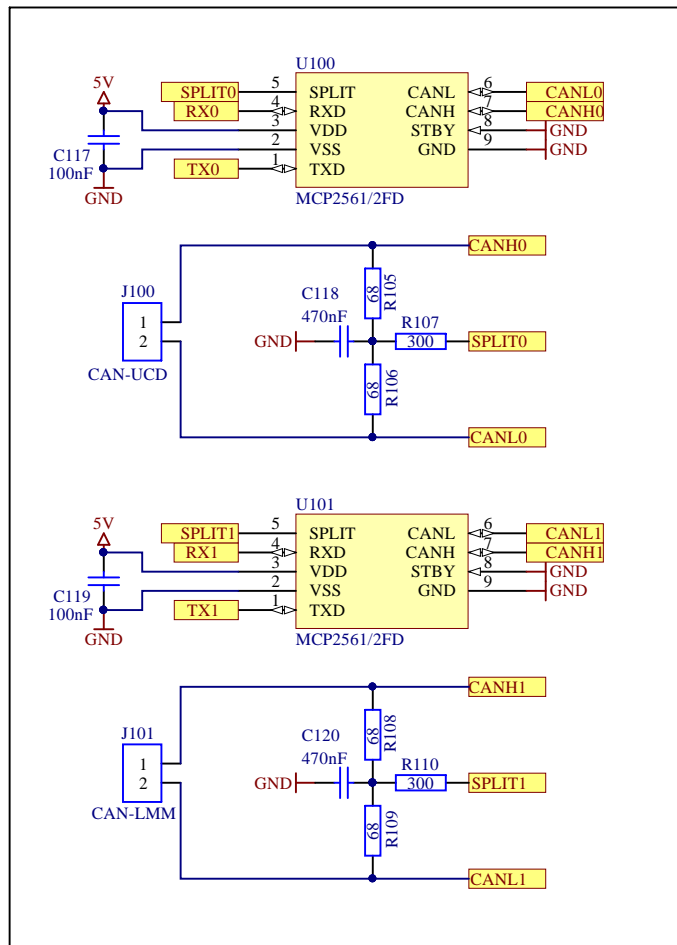 U100
5V
SPLIT0 5 SPLIT CANL 6 CANL0
RX0 4 RXD CANH 7 CANH0
3 VDD STBY 8 GND
C117 2 VSS GND 9 GND
100nF TX0 1 TXD
GND
MCP2561/2FD
CANH0
J100
C118
470nF
68
R105
1
2
GND
R107
300
SPLIT0
CAN-UCD
68
R106
CANL0
U101
5V
SPLIT1 5 SPLIT CANL 6 CANL1
RX1 4 RXD CANH 7 CANH1
3 VDD STBY 8 GND
C119 2 VSS GND 9 GND
100nF TX1 1 TXD
GND
MCP2561/2FD
CANH1
J101
C120
470nF
68
R108
1
2
GND
R110
300
SPLIT1
CAN-LMM
68
R109
CANL1